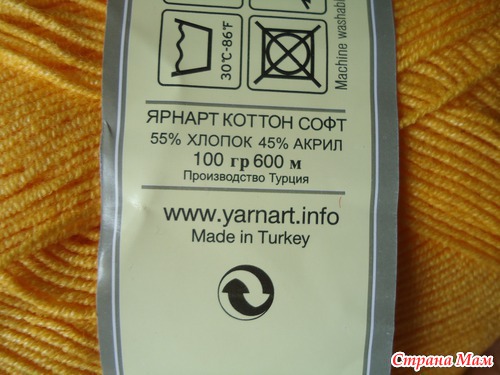 30°C-86°F
Machine washable
ЯРНАРТ КОТТОН СОФТ
55% ХЛОПОК 45% АКРИЛ
100 гр 600 м
Производство Турция
www.yarnart.info
Made in Turkey
Страна Мам